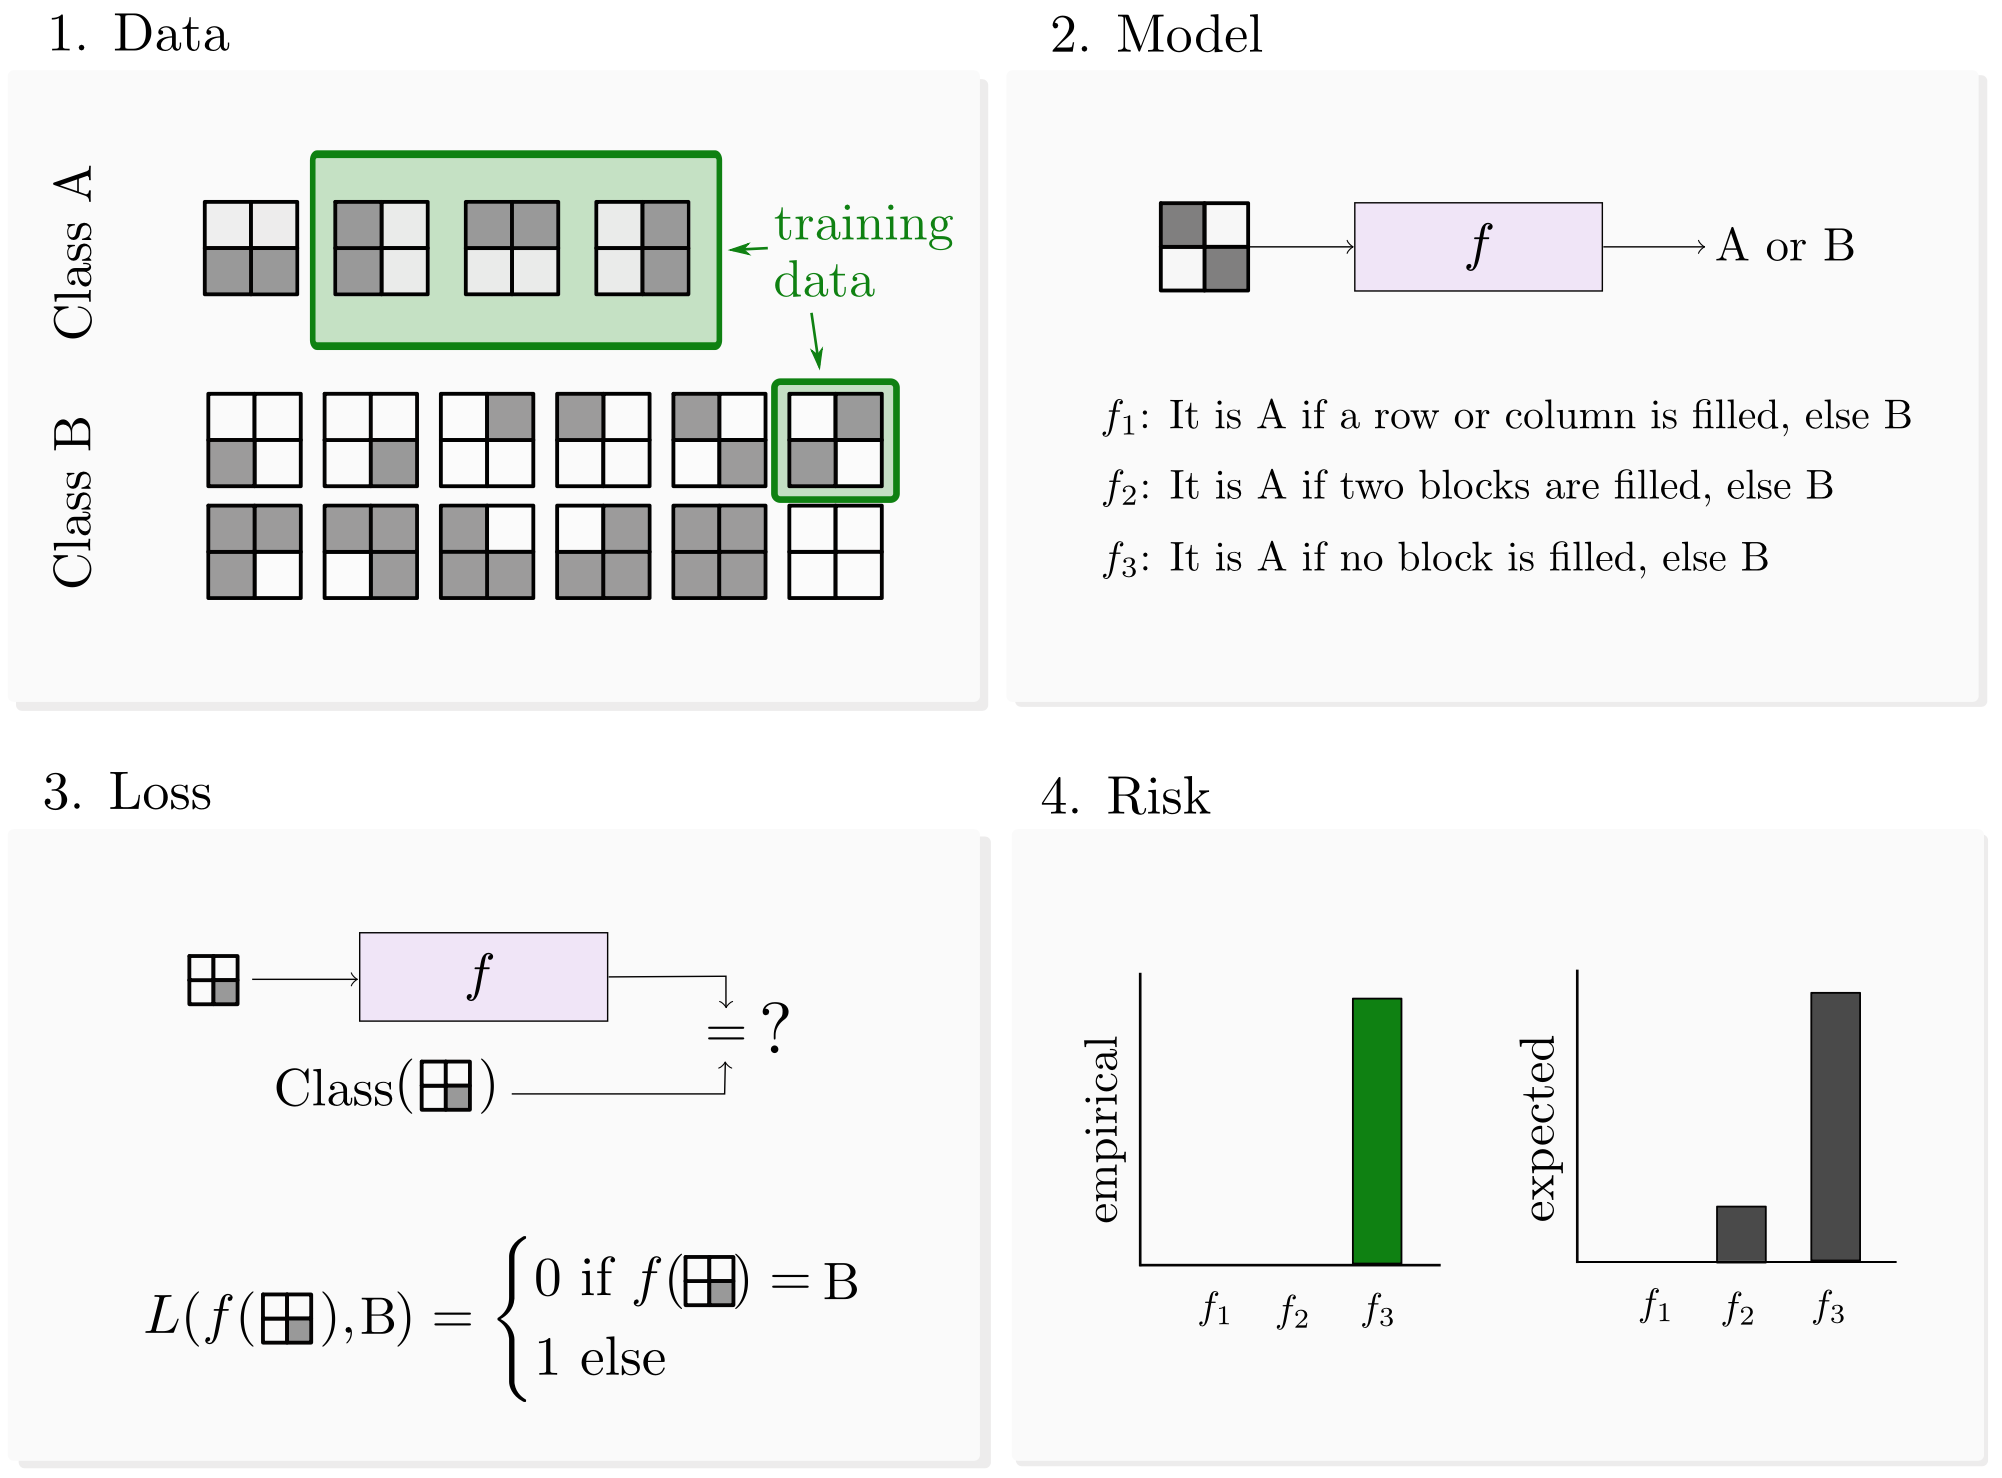 1. Data
Class A
training
data
Class B
2. Model
f
A or B
f₁: It is A if a row or column is filled, else B
f₂: It is A if two blocks are filled, else B
f₃: It is A if no block is filled, else B
3. Loss
f
= ?
Class( )
L(f( ), B) = { 0 if f( ) = B
1 else
4. Risk
empirical
f₁ f₂ f₃
expected
f₁ f₂ f₃